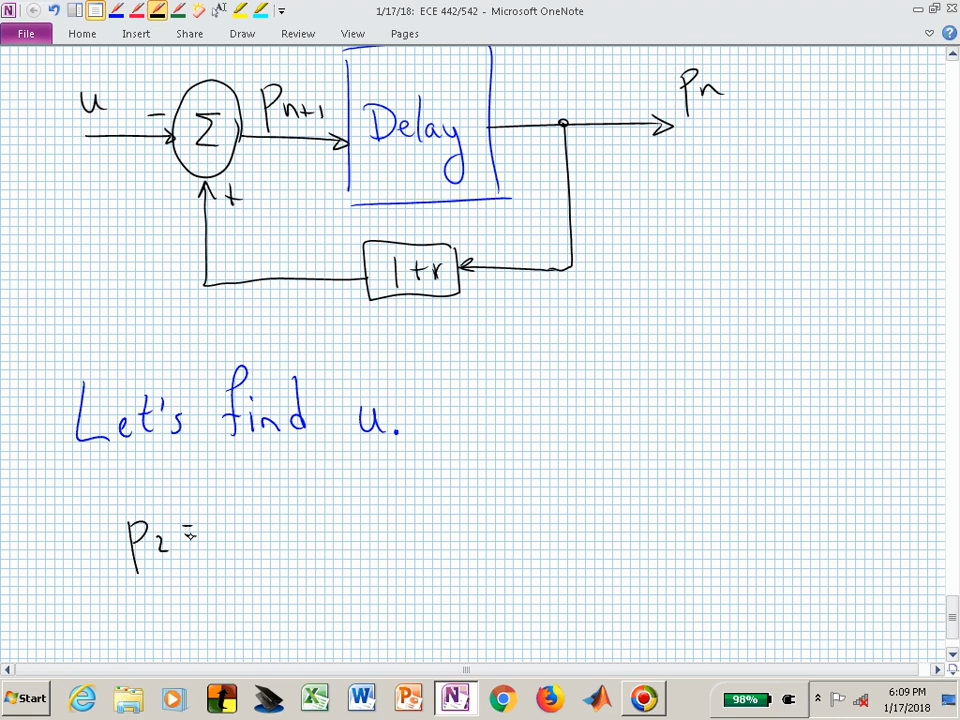 1/17/18: ECE 442/542 - Microsoft OneNote
File Home Insert Share Draw Review View Pages
u - Σ Pn+1 Delay Pn
+
1+r
Let's find u.
P2 =
Start 98% 6:09 PM
1/17/2018